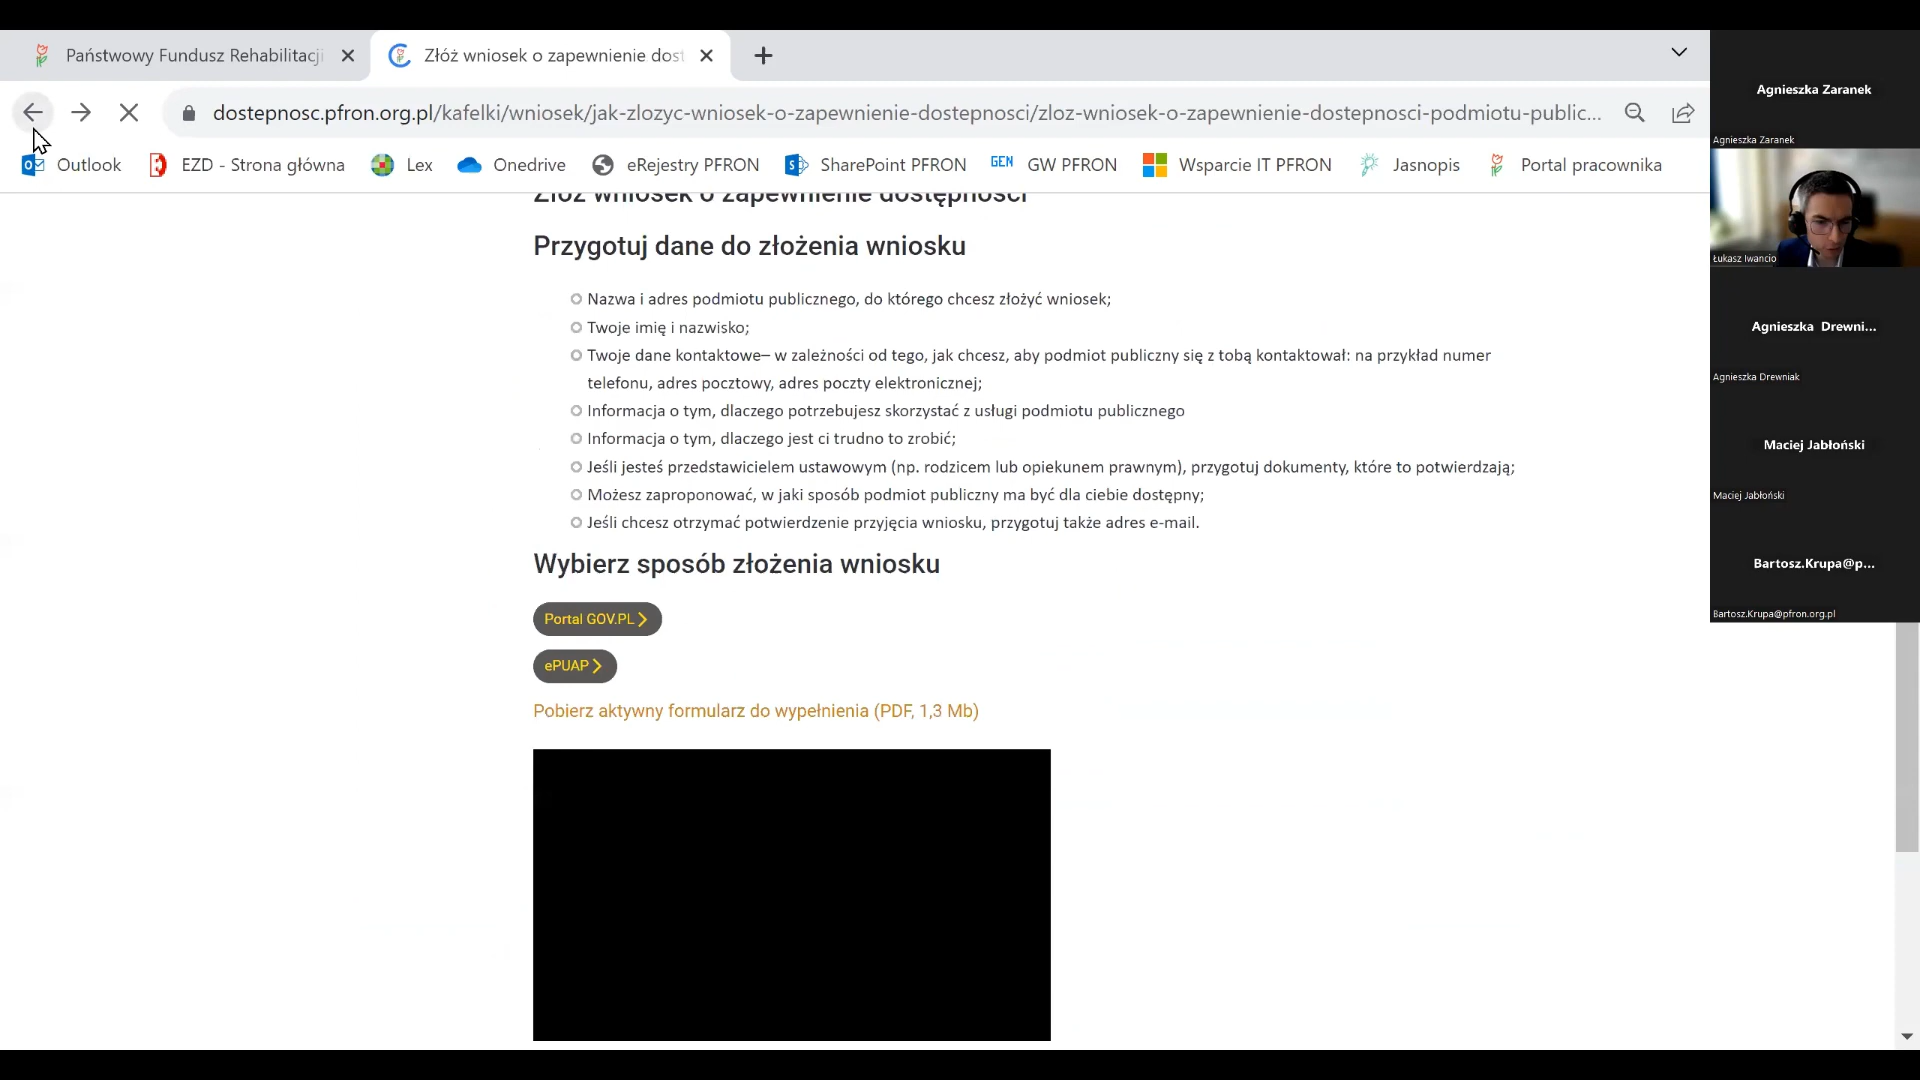 Państwowy Fundusz Rehabilitacji
Złóż wniosek o zapewnienie dost
dostepnosc.pfron.org.pl/kafelki/wniosek/jak-zlozyc-wniosek-o-zapewnienie-dostepnosci/zloz-wniosek-o-zapewnienie-dostepnosci-podmiotu-public...
Outlook
EZD - Strona główna
Lex
Onedrive
eRejestry PFRON
SharePoint PFRON
GEN GW PFRON
Wsparcie IT PFRON
Jasnopis
Portal pracownika
Złóż wniosek o zapewnienie dostępności
Przygotuj dane do złożenia wniosku
Nazwa i adres podmiotu publicznego, do którego chcesz złożyć wniosek;
Twoje imię i nazwisko;
Twoje dane kontaktowe– w zależności od tego, jak chcesz, aby podmiot publiczny się z tobą kontaktował: na przykład numer
telefonu, adres pocztowy, adres poczty elektronicznej;
Informacja o tym, dlaczego potrzebujesz skorzystać z usługi podmiotu publicznego
Informacja o tym, dlaczego jest ci trudno to zrobić;
Jeśli jesteś przedstawicielem ustawowym (np. rodzicem lub opiekunem prawnym), przygotuj dokumenty, które to potwierdzają;
Możesz zaproponować, w jaki sposób podmiot publiczny ma być dla ciebie dostępny;
Jeśli chcesz otrzymać potwierdzenie przyjęcia wniosku, przygotuj także adres e-mail.
Wybierz sposób złożenia wniosku
Portal GOV.PL
ePUAP
Pobierz aktywny formularz do wypełnienia (PDF, 1,3 Mb)
Agnieszka Zaranek
Agnieszka Zaranek
Łukasz Iwancio
Agnieszka Drewni...
Agnieszka Drewniak
Maciej Jabłoński
Maciej Jabłoński
Bartosz.Krupa@p...
Bartosz.Krupa@pfron.org.pl